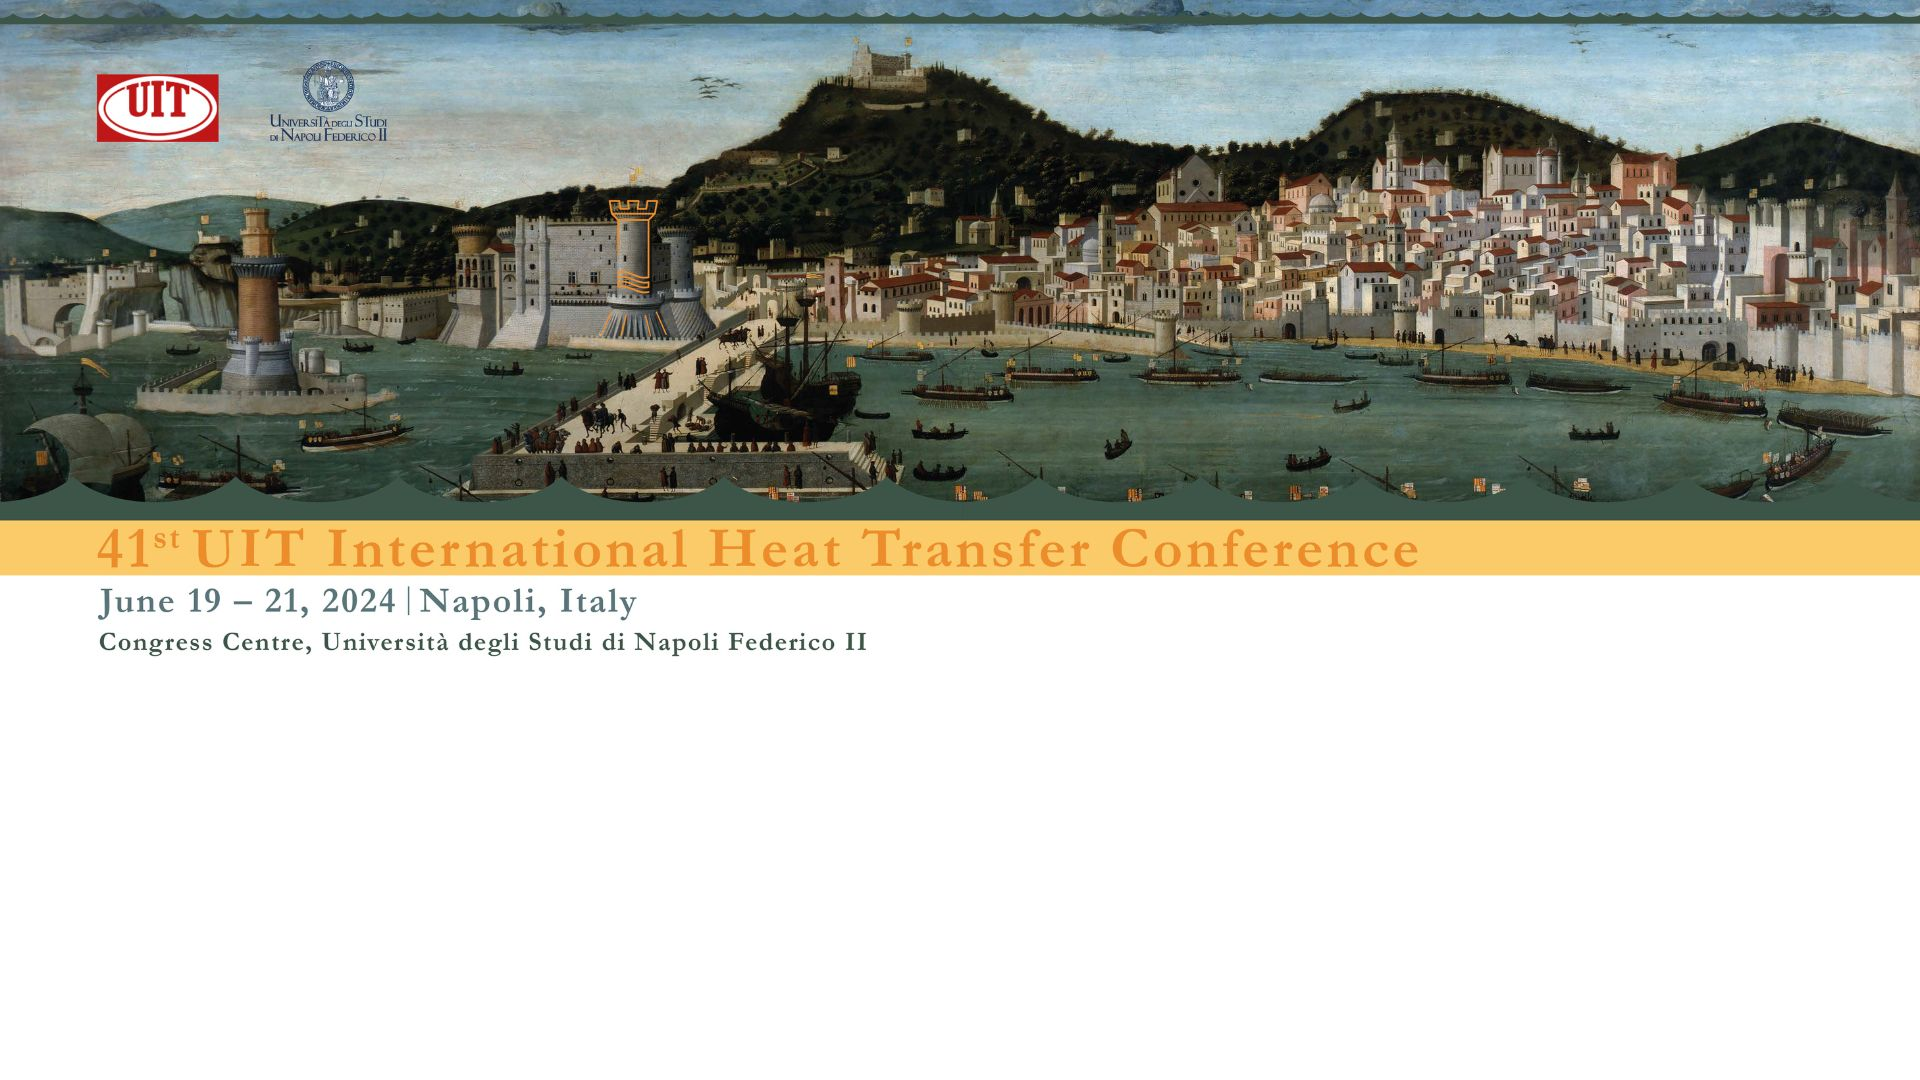 UIT
UNIVERSITÀ DEGLI STUDI
DI NAPOLI FEDERICO II
41st UIT International Heat Transfer Conference
June 19 – 21, 2024 | Napoli, Italy
Congress Centre, Università degli Studi di Napoli Federico II